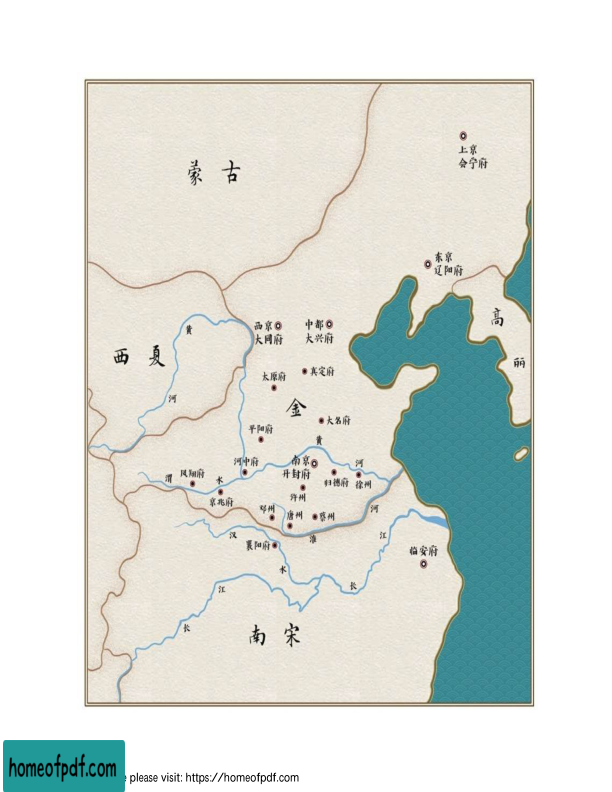 蒙 古
上京
会宁府
东京
辽阳府
高
丽
西京
大同府
中都
大兴府
黄
西 夏
河
太原府
真定府
金
大名府
平阳府
黄
河中府
南京
开封府
河
归德府
徐州
凤翔府
渭
水
京兆府
许州
邓州
唐州
蔡州
河
淮
汉
襄阳府
水
江
临安府
长
江
长
南 宋
homeofpdf.com
e please visit: https://homeofpdf.com